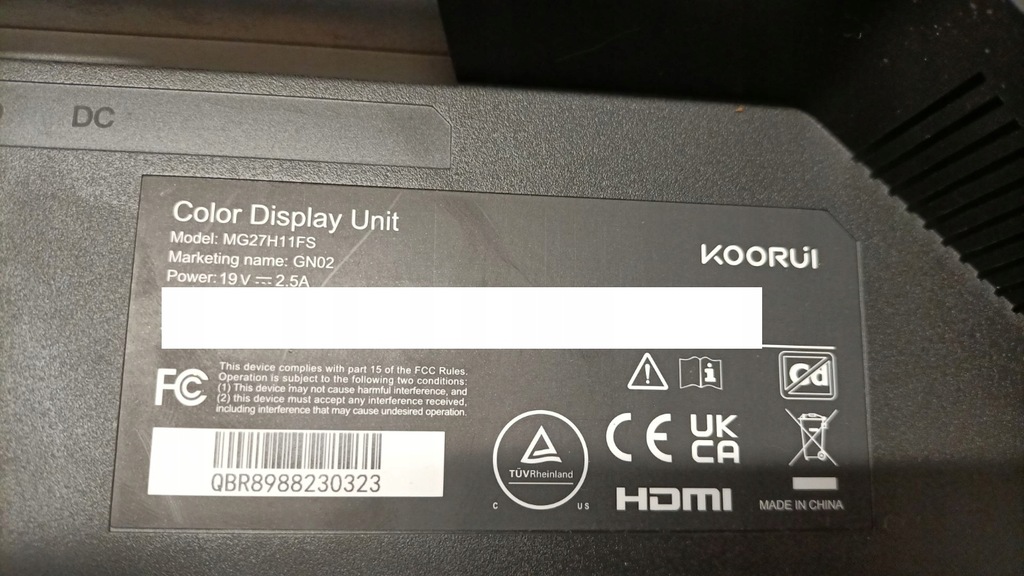 DC
Color Display Unit
Model: MG27H11FS
Marketing name: GN02
Power: 19V ⎓ 2.5A
KOORUI
FC
This device complies with part 15 of the FCC Rules.
Operation is subject to the following two conditions:
(1) This device may not cause harmful interference, and
(2) this device must accept any interference received,
including interference that may cause undesired operation.
Cd
QBR8988230323
TÜVRheinland
C US
CE
UK
CA
HDMI
MADE IN CHINA